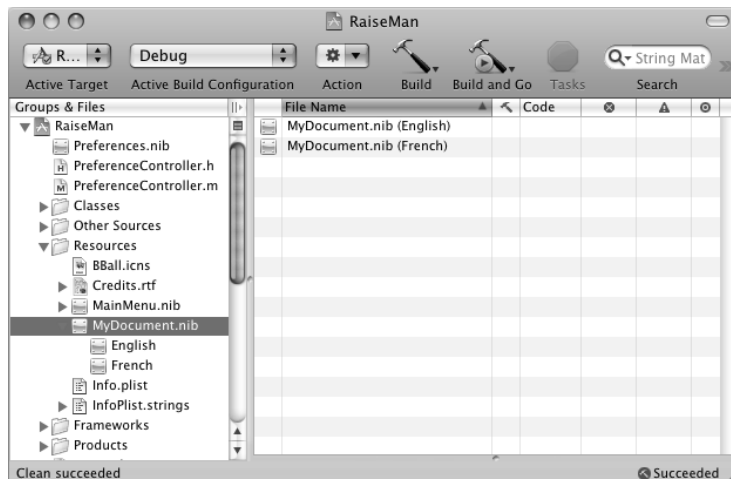 RaiseMan
R... Debug String Mat
Active Target Active Build Configuration Action Build Build and Go Tasks Search
Groups & Files File Name Code
RaiseMan
MyDocument.nib (English)
Preferences.nib
MyDocument.nib (French)
PreferenceController.h
PreferenceController.m
Classes
Other Sources
Resources
BBall.icns
Credits.rtf
MainMenu.nib
MyDocument.nib
English
French
Info.plist
InfoPlist.strings
Frameworks
Products
Clean succeeded Succeeded